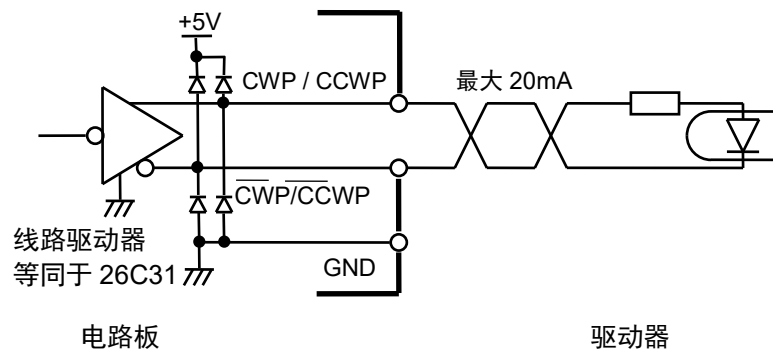 +5V
CWP / CCWP
最大 20mA
CWP/CCWP
线路驱动器
等同于 26C31
GND
电路板
驱动器